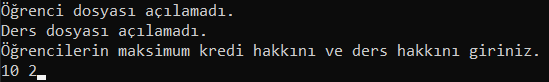 Öğrenci dosyası açılamadı.
Ders dosyası açılamadı.
Öğrencilerin maksimum kredi hakkını ve ders hakkını giriniz.
10 2